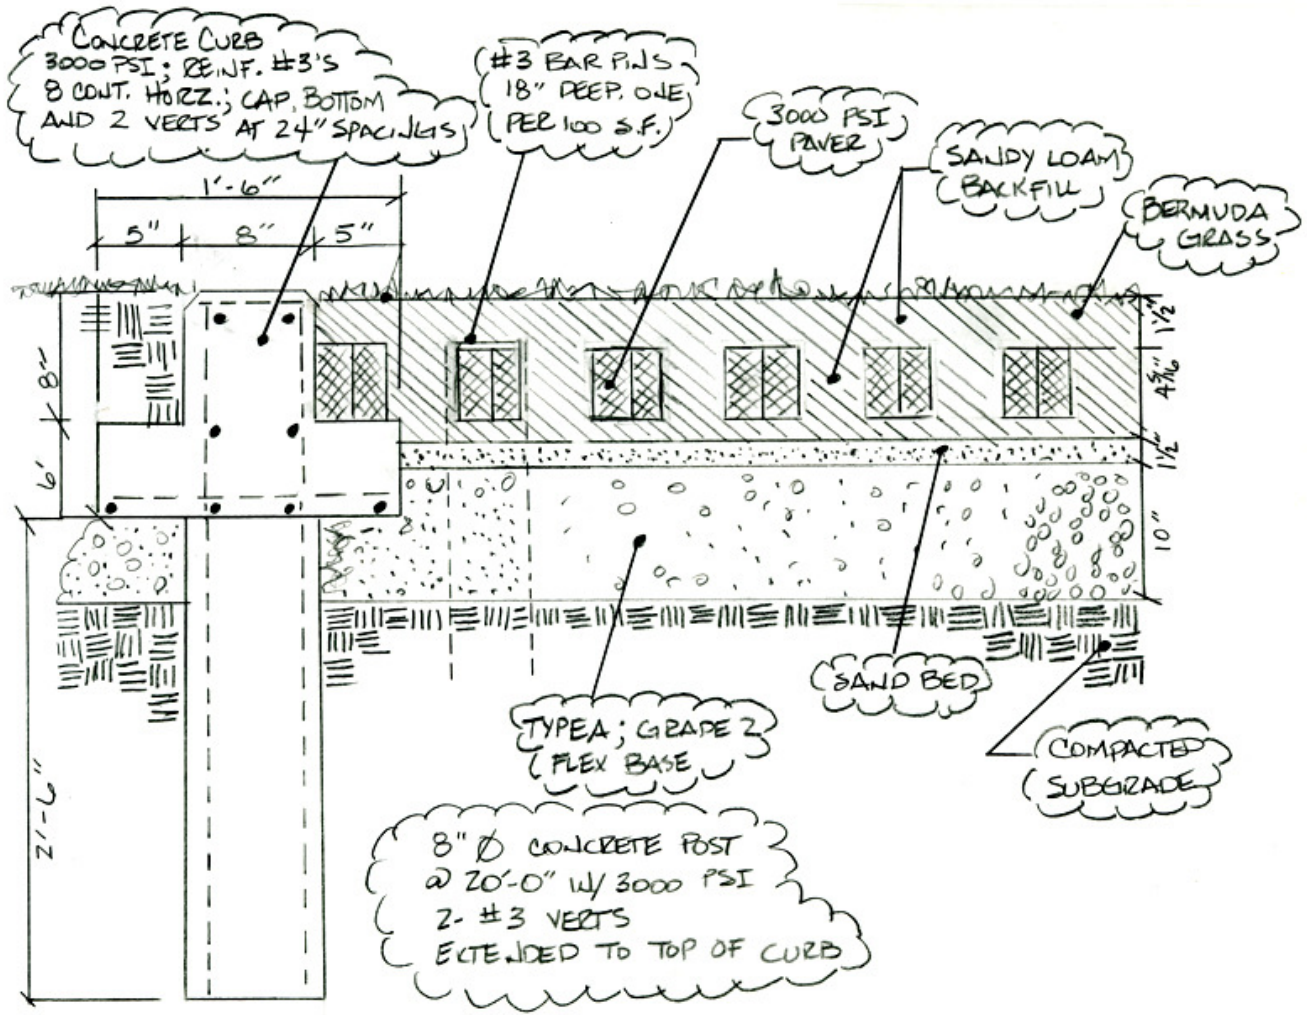 CONCRETE CURB
3000 PSI; REINF. #3'S
8 CONT. HORZ.; CAP, BOTTOM
AND 2 VERTS AT 24" SPACINGS
#3 BAR PINS
18" DEEP. ONE
PER 100 S.F.
3000 PSI
PAVER
SANDY LOAM
BACKFILL
BERMUDA
GRASS
1'-6"
5"
8"
5"
8"
6'
2'-6"
1 1/2"
4 3/16"
1 1/2"
10"
SAND BED
TYPE A; GRADE 2
FLEX BASE
COMPACTED
SUBGRADE
8" Ø CONCRETE POST
@ 20'-0" W/ 3000 PSI
2- #3 VERTS
EXTENDED TO TOP OF CURB